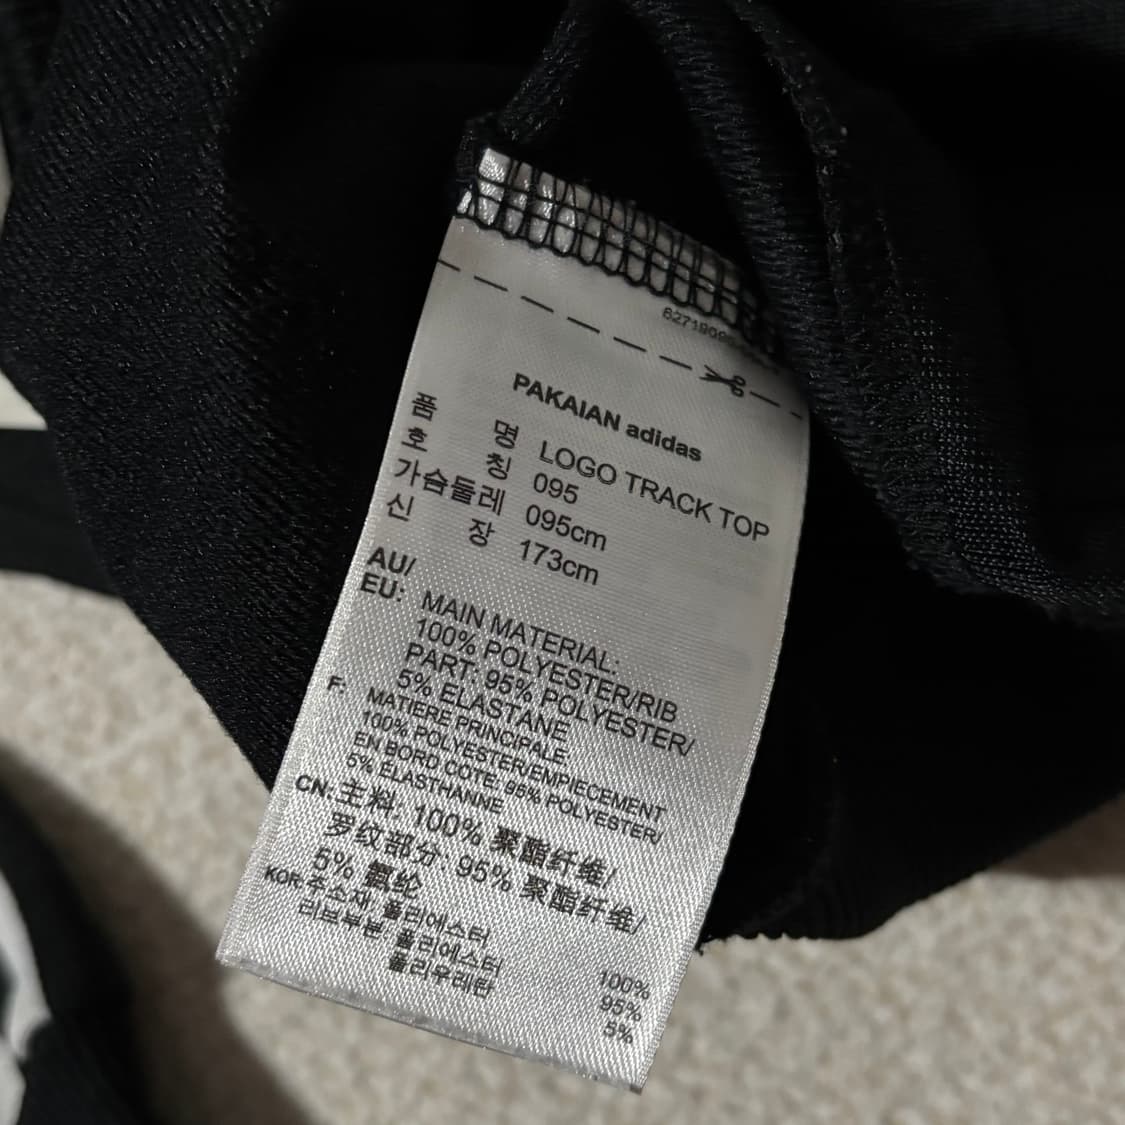 PAKAIAN adidas
품 명 LOGO TRACK TOP
호 칭 095
가슴둘레 095cm
신 장 173cm
AU/
EU: MAIN MATERIAL:
100% POLYESTER/RIB
PART: 95% POLYESTER/
5% ELASTANE
F: MATIERE PRINCIPALE
100% POLYESTER/EMPIECEMENT
EN BORD COTE: 95% POLYESTER/
5% ELASTHANNE
CN: 主料: 100% 聚酯纤维/
罗纹部分: 95% 聚酯纤维/
5% 氨纶
KOR: 주소재 폴리에스터 100%
리브부분 폴리에스터 95%
폴리우레탄 5%